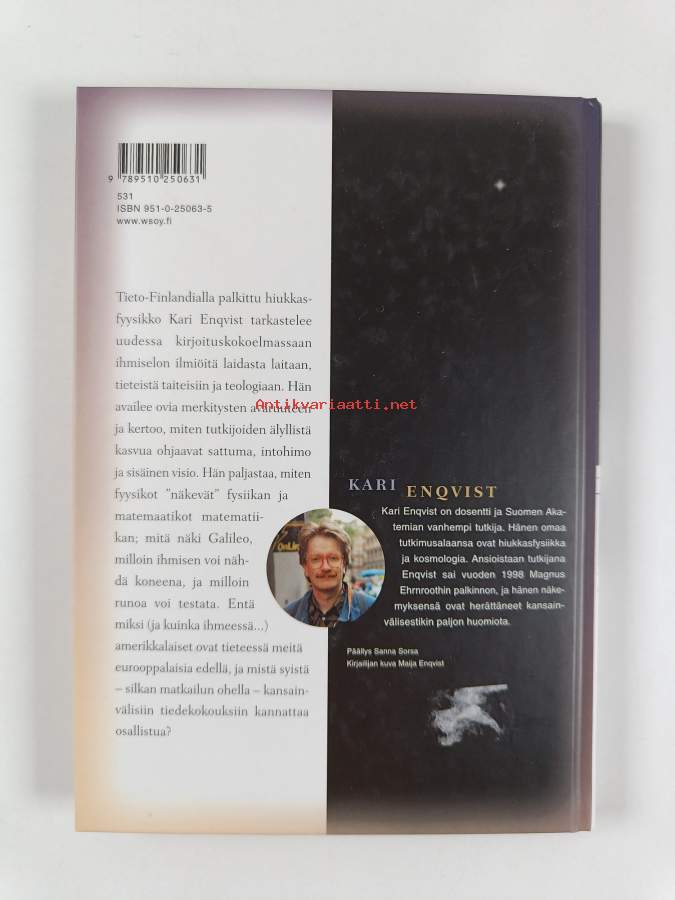 9 789510 250631
531
ISBN 951-0-25063-5
www.wsoy.fi
Tieto-Finlandialla palkittu hiukkas-
fyysikko Kari Enqvist tarkastelee
uudessa kirjoituskokoelmassaan
ihmiselon ilmiöitä laidasta laitaan,
tieteistä taiteisiin ja teologiaan. Hän
availee ovia merkitysten avaruuteen
Antikvariaatti.net
ja kertoo, miten tutkijoiden älyllistä
kasvua ohjaavat sattuma, intohimo
ja sisäinen visio. Hän paljastaa, miten
fyysikot ”näkevät” fysiikan ja
matemaatikot matematii-
kan; mitä näki Galileo,
milloin ihmisen voi näh-
dä koneena, ja milloin
runoa voi testata. Entä
miksi (ja kuinka ihmeessä...)
amerikkalaiset ovat tieteessä meitä
eurooppalaisia edellä, ja mistä syistä
– silkan matkailun ohella – kansain-
välisiin tiedekokouksiin kannattaa
osallistua?
KARI ENQVIST
Kari Enqvist on dosentti ja Suomen Aka-
temian vanhempi tutkija. Hänen omaa
tutkimusalaansa ovat hiukkasfysiikka
ja kosmologia. Ansioistaan tutkijana
Enqvist sai vuoden 1998 Magnus
Ehrnroothin palkinnon, ja hänen näke-
myksensä ovat herättäneet kansain-
välisestikin paljon huomiota.
Päällys Sanna Sorsa
Kirjailijan kuva Maija Enqvist